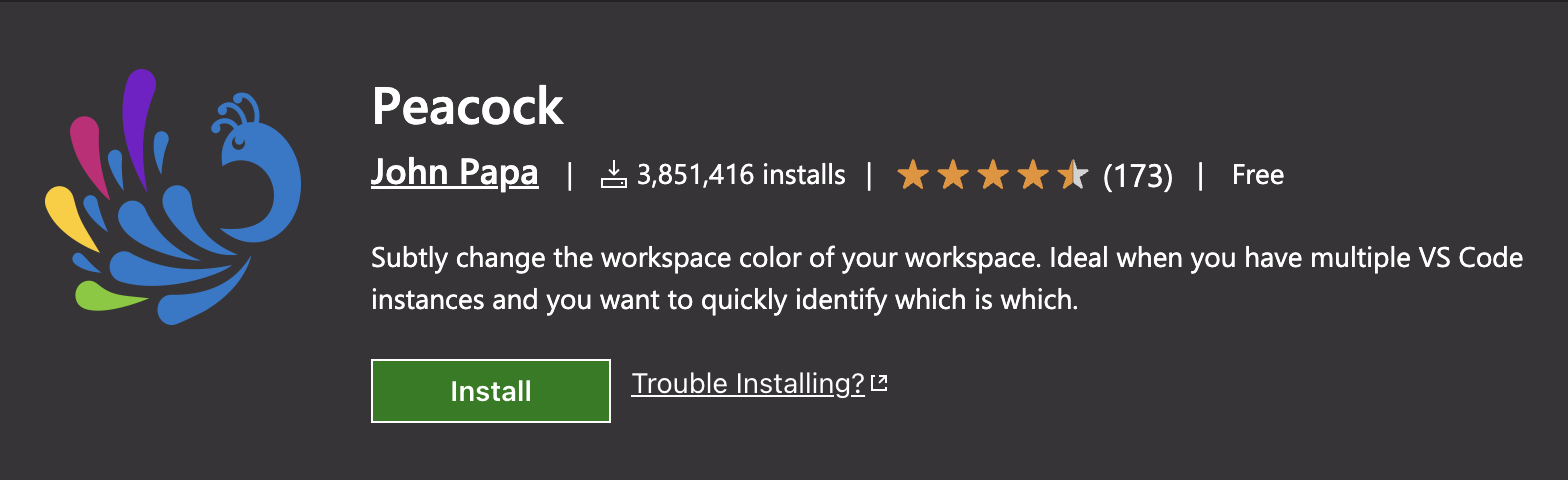 Peacock
John Papa | 3,851,416 installs | (173) | Free
Subtly change the workspace color of your workspace. Ideal when you have multiple VS Code
instances and you want to quickly identify which is which.
Install Trouble Installing?